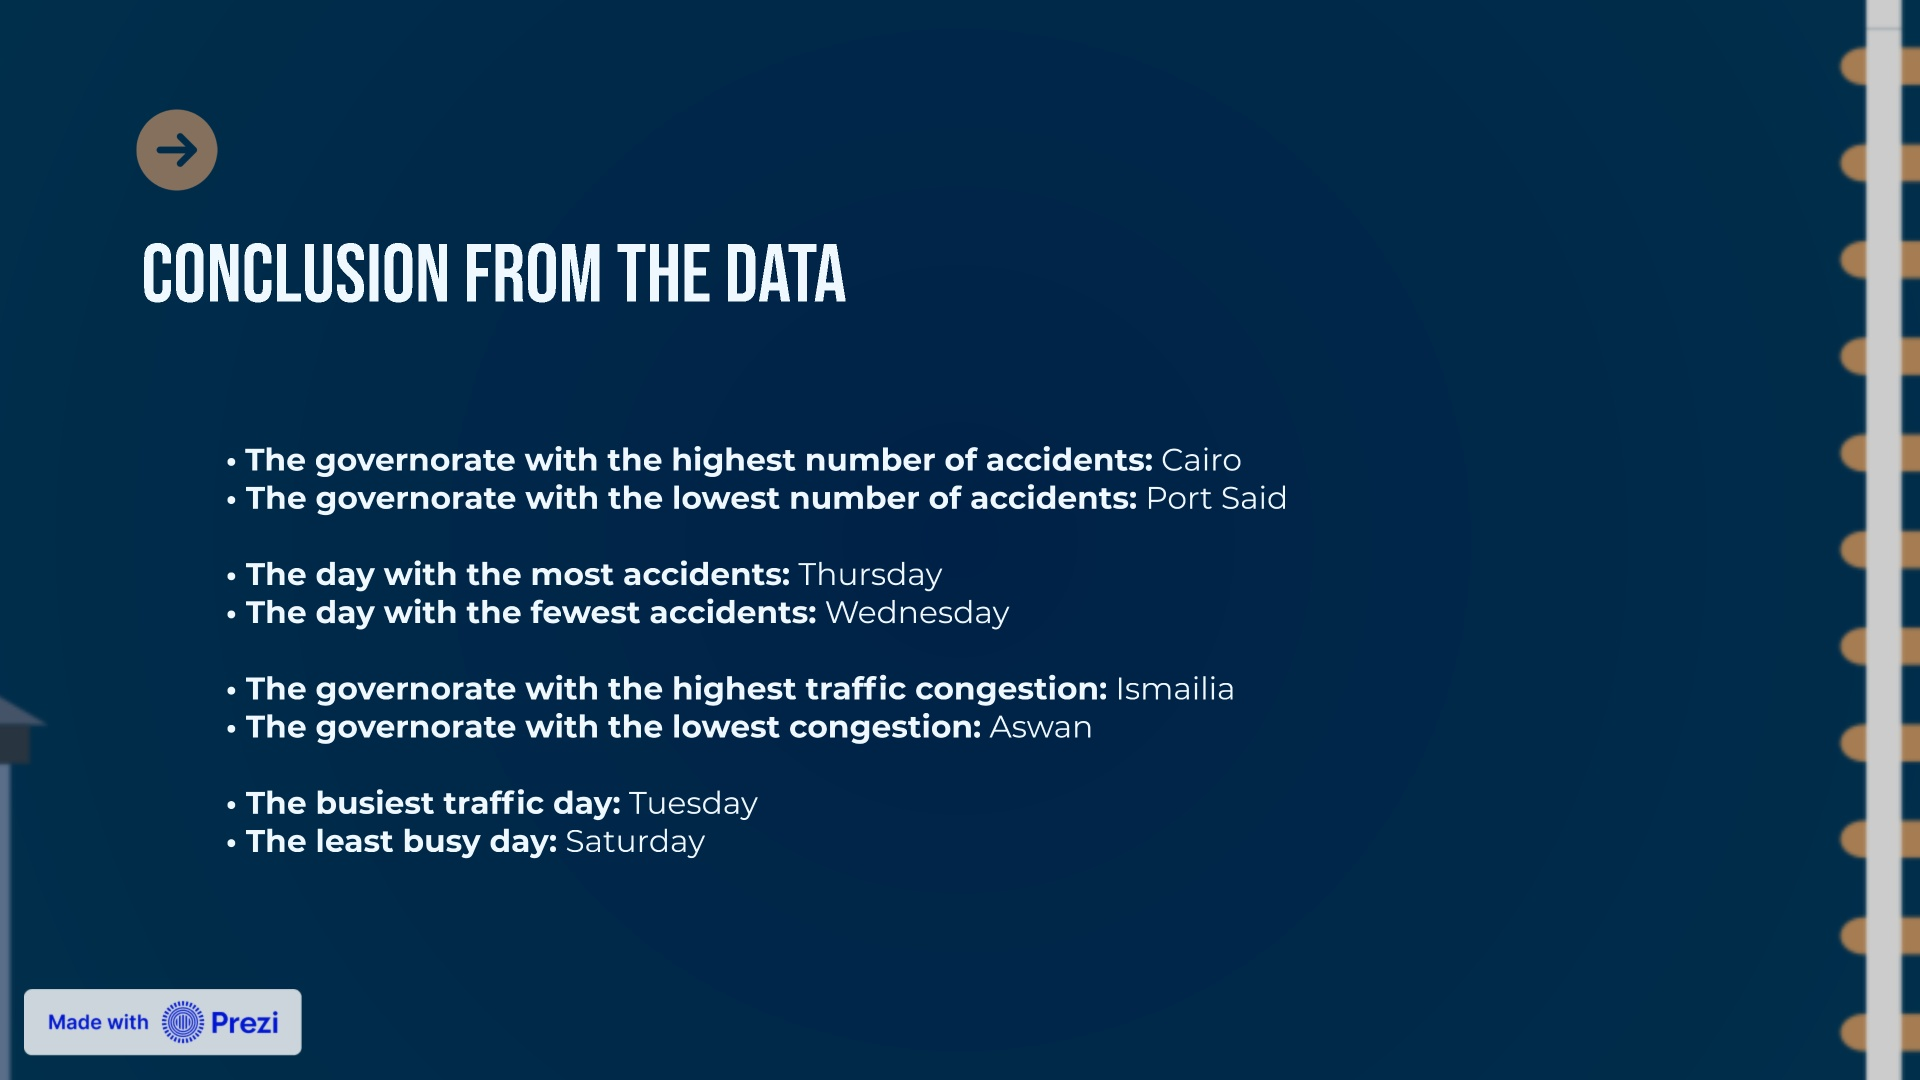 CONCLUSION FROM THE DATA
• The governorate with the highest number of accidents: Cairo
• The governorate with the lowest number of accidents: Port Said
• The day with the most accidents: Thursday
• The day with the fewest accidents: Wednesday
• The governorate with the highest traffic congestion: Ismailia
• The governorate with the lowest congestion: Aswan
• The busiest traffic day: Tuesday
• The least busy day: Saturday
Made with Prezi